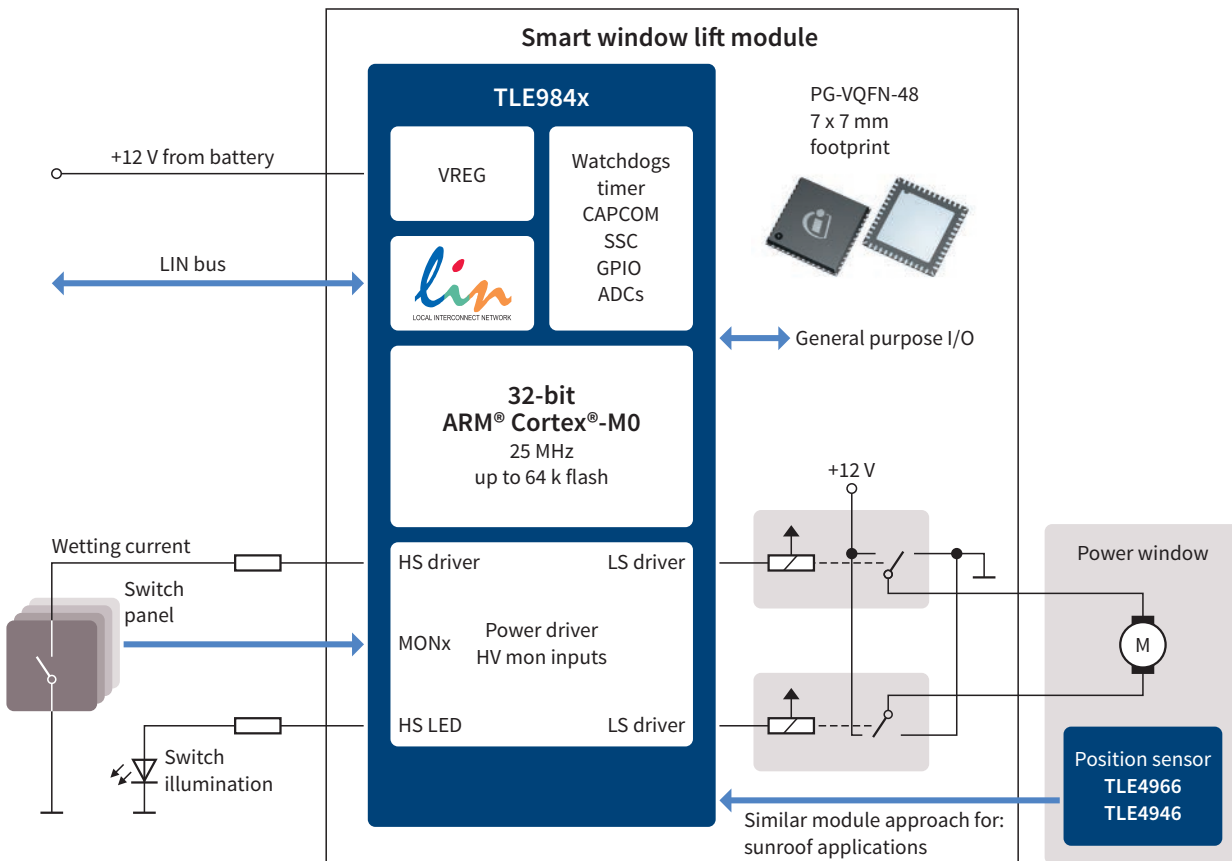 Smart window lift module
TLE984x
PG-VQFN-48
7 x 7 mm
footprint
+12 V from battery
VREG
Watchdogs
timer
CAPCOM
SSC
GPIO
ADCs
LIN bus
lin
LOCAL INTERCONNECT NETWORK
General purpose I/O
32-bit
ARM® Cortex®-M0
25 MHz
up to 64 k flash
+12 V
Wetting current
HS driver
LS driver
Power window
Switch
panel
MONx
Power driver
HV mon inputs
M
HS LED
LS driver
Switch
illumination
Position sensor
TLE4966
TLE4946
Similar module approach for:
sunroof applications